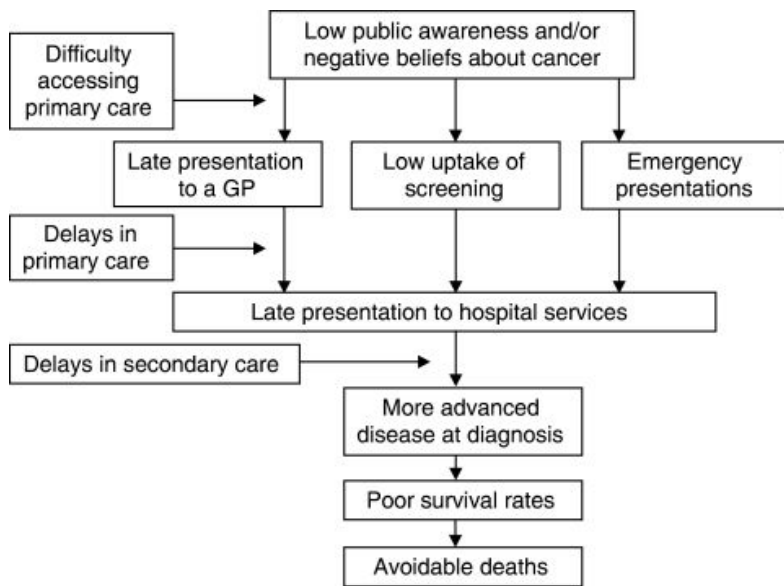 Low public awareness and/or
negative beliefs about cancer
Difficulty
accessing
primary care
Late presentation
to a GP
Low uptake of
screening
Emergency
presentations
Delays in
primary care
Late presentation to hospital services
Delays in secondary care
More advanced
disease at diagnosis
Poor survival rates
Avoidable deaths